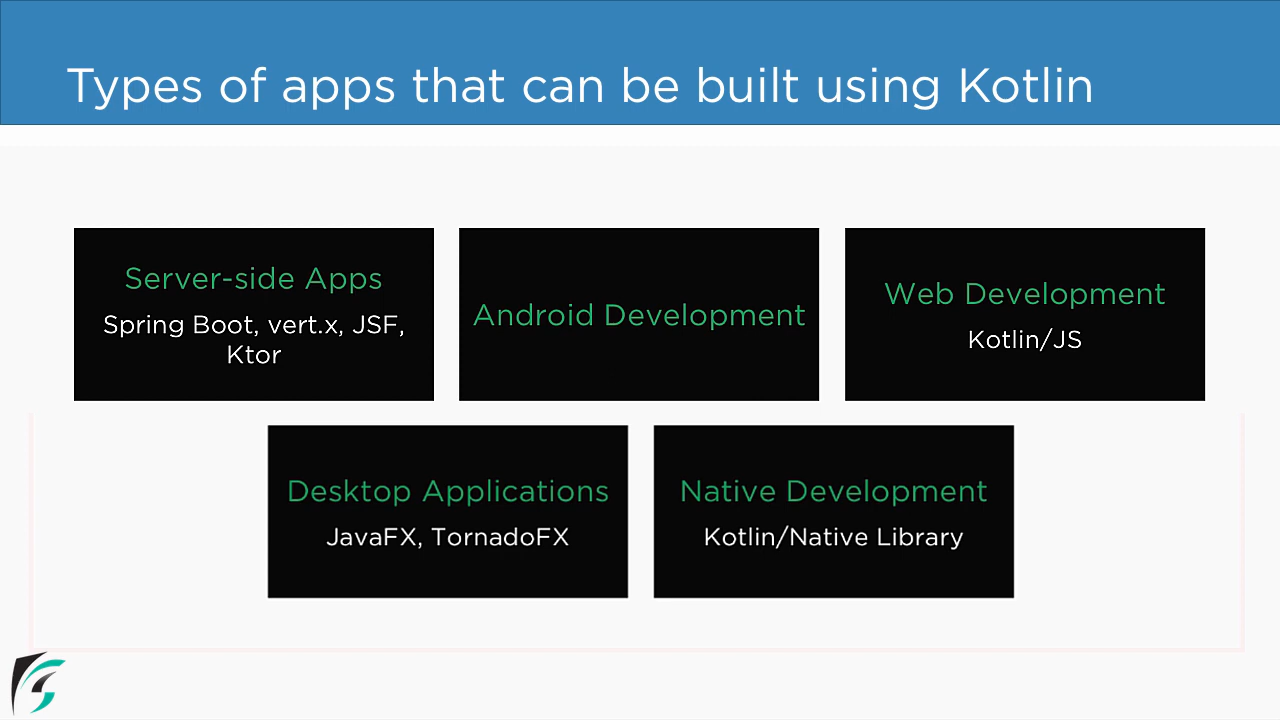 Types of apps that can be built using Kotlin
Server-side Apps
Spring Boot, vert.x, JSF,
Ktor
Android Development
Web Development
Kotlin/JS
Desktop Applications
JavaFX, TornadoFX
Native Development
Kotlin/Native Library